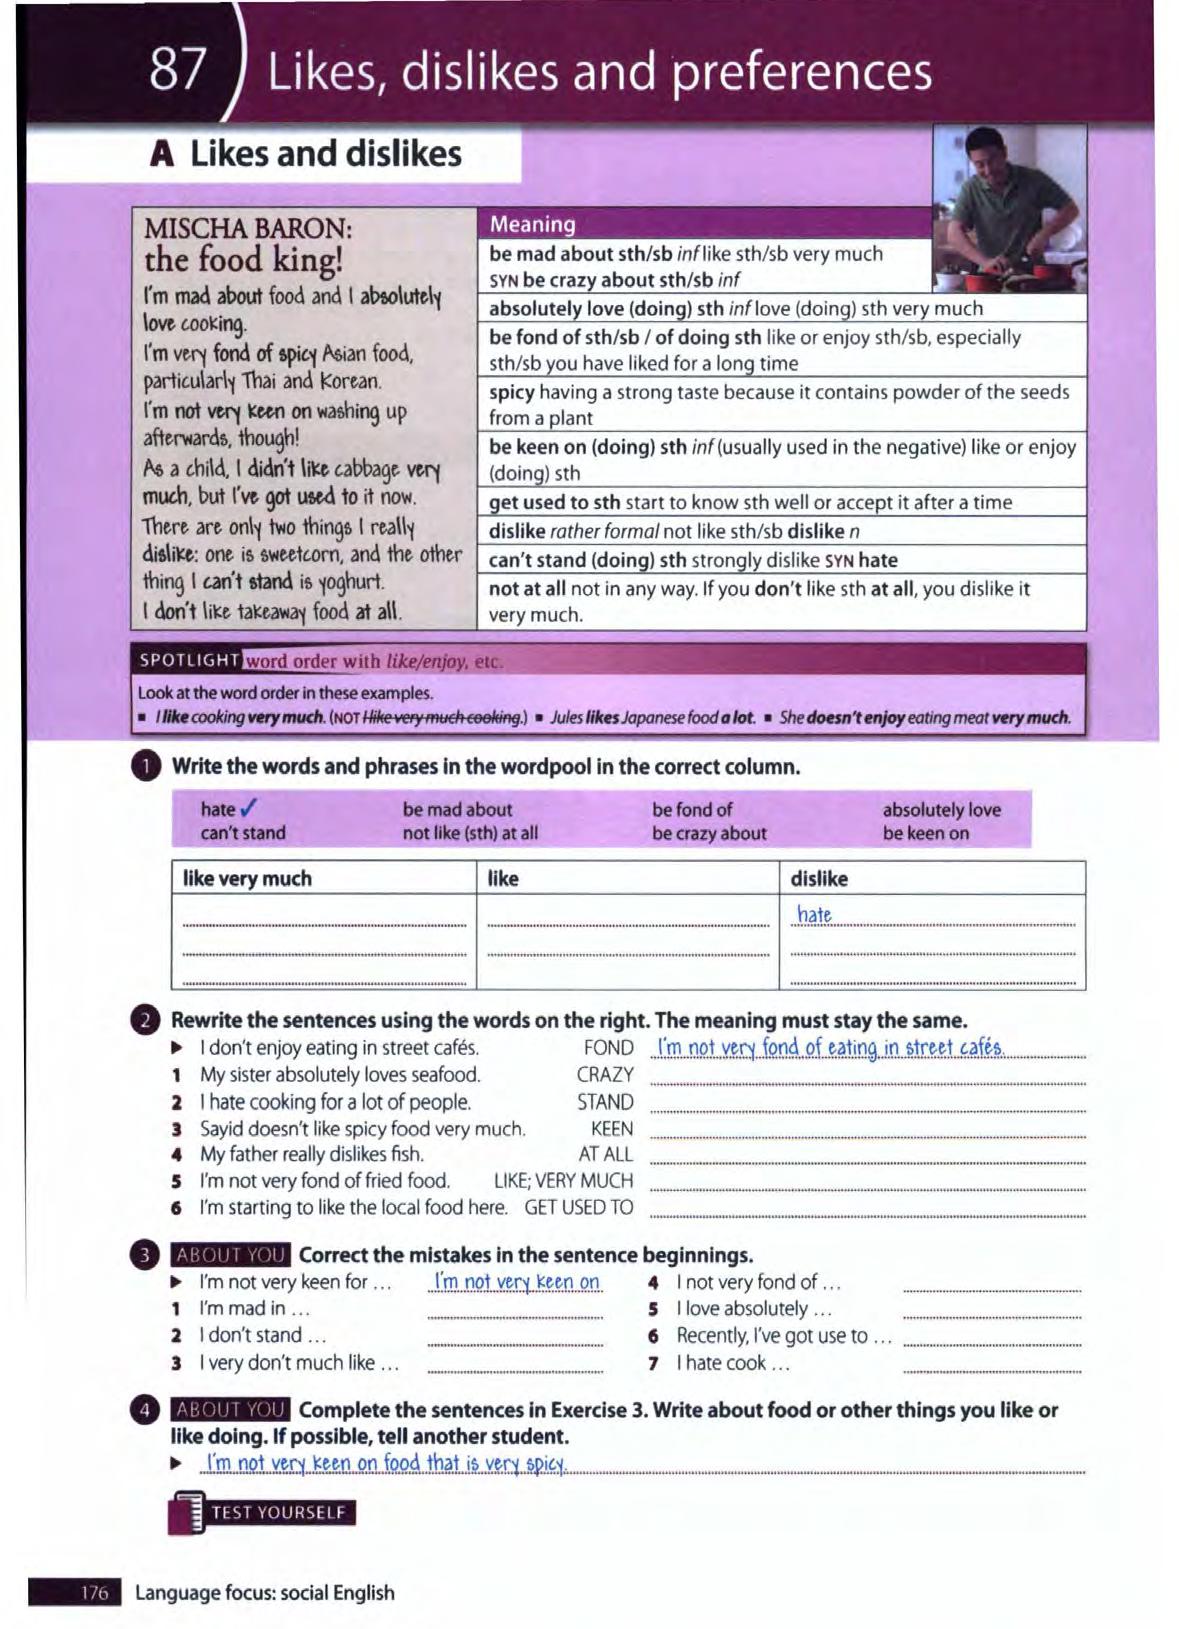 87 Likes, dislikes and preferences
A Likes and dislikes
MISCHA BARON:
the food king!
I'm mad about food and I absolutely
love cooking.
I'm very fond of spicy Asian food,
particularly Thai and Korean.
I'm not very keen on washing up
afterwards, though!
As a child, I didn't like cabbage very
much, but I've got used to it now.
There are only two things I really
dislike: one is sweetcorn, and the other
thing I can't stand is yoghurt.
I don't like takeaway food at all.
Meaning
be mad about sth/sb inf like sth/sb very much
SYN be crazy about sth/sb inf
absolutely love (doing) sth inf love (doing) sth very much
be fond of sth/sb / of doing sth like or enjoy sth/sb, especially
sth/sb you have liked for a long time
spicy having a strong taste because it contains powder of the seeds
from a plant
be keen on (doing) sth inf (usually used in the negative) like or enjoy
(doing) sth
get used to sth start to know sth well or accept it after a time
dislike rather formal not like sth/sb dislike n
can't stand (doing) sth strongly dislike SYN hate
not at all not in any way. If you don't like sth at all, you dislike it
very much.
SPOTLIGHT word order with like/enjoy, etc.
Look at the word order in these examples.
▪ I like cooking very much. (NOT I like very much cooking.) ▪ Jules likes Japanese food a lot. ▪ She doesn't enjoy eating meat very much.
1 Write the words and phrases in the wordpool in the correct column.
hate ✓ be mad about be fond of absolutely love
can't stand not like (sth) at all be crazy about be keen on
like very much like dislike
hate
2 Rewrite the sentences using the words on the right. The meaning must stay the same.
▶ I don't enjoy eating in street cafés. FOND I'm not very fond of eating in street cafés.
1 My sister absolutely loves seafood. CRAZY
2 I hate cooking for a lot of people. STAND
3 Sayid doesn't like spicy food very much. KEEN
4 My father really dislikes fish. AT ALL
5 I'm not very fond of fried food. LIKE; VERY MUCH
6 I'm starting to like the local food here. GET USED TO
3 ABOUT YOU Correct the mistakes in the sentence beginnings.
▶ I'm not very keen for ... I'm not very keen on
1 I'm mad in ...
2 I don't stand ...
3 I very don't much like ...
4 I not very fond of ...
5 I love absolutely ...
6 Recently, I've got use to ...
7 I hate cook ...
4 ABOUT YOU Complete the sentences in Exercise 3. Write about food or other things you like or
like doing. If possible, tell another student.
▶ I'm not very keen on food that is very spicy.
TEST YOURSELF
176 Language focus: social English